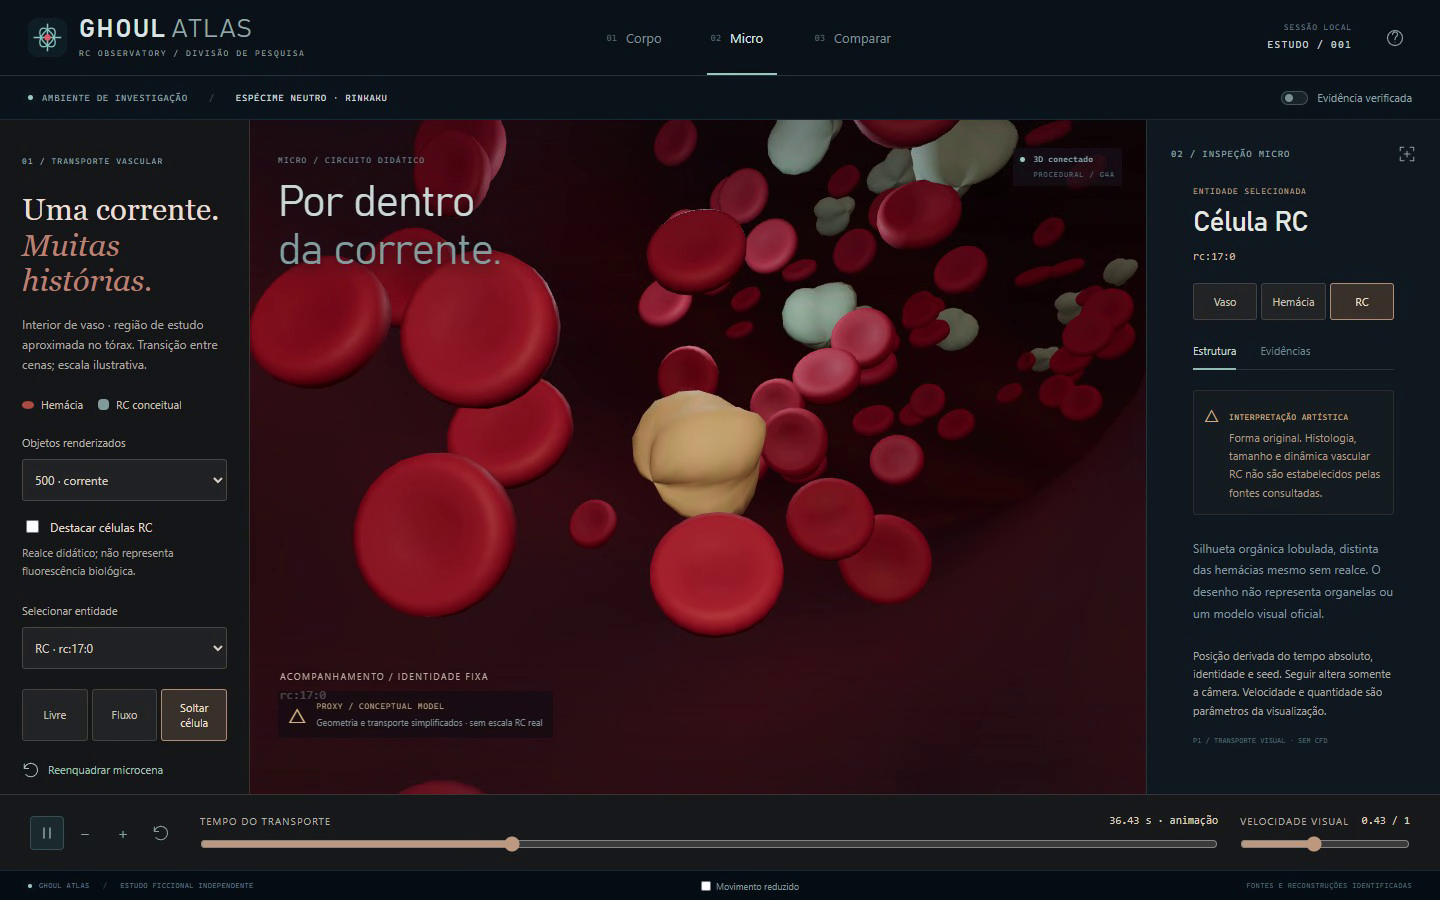 GHOUL ATLAS
RC OBSERVATORY / DIVISÃO DE PESQUISA
01 Corpo
02 Micro
03 Comparar
SESSÃO LOCAL
ESTUDO / 001
?
AMBIENTE DE INVESTIGAÇÃO / ESPÉCIME NEUTRO · RINKAKU
Evidência verificada
01 / TRANSPORTE VASCULAR
Uma corrente.
Muitas
histórias.
Interior de vaso · região de estudo
aproximada no tórax. Transição entre
cenas; escala ilustrativa.
Hemácia RC conceitual
Objetos renderizados
500 · corrente
Destacar células RC
Realce didático; não representa
fluorescência biológica.
Selecionar entidade
RC · rc:17:0
Livre
Fluxo
Soltar
célula
Reenquadrar microcena
MICRO / CIRCUITO DIDÁTICO
Por dentro
da corrente.
3D conectado
PROCEDURAL / G4A
ACOMPANHAMENTO / IDENTIDADE FIXA
rc:17:0
PROXY / CONCEPTUAL MODEL
Geometria e transporte simplificados · sem escala RC real
02 / INSPEÇÃO MICRO
ENTIDADE SELECIONADA
Célula RC
rc:17:0
Vaso
Hemácia
RC
Estrutura
Evidências
INTERPRETAÇÃO ARTÍSTICA
Forma original. Histologia,
tamanho e dinâmica vascular
RC não são estabelecidos pelas
fontes consultadas.
Silhueta orgânica lobulada, distinta
das hemácias mesmo sem realce. O
desenho não representa organelas ou
um modelo visual oficial.
Posição derivada do tempo absoluto,
identidade e seed. Seguir altera somente
a câmera. Velocidade e quantidade são
parâmetros da visualização.
P1 / TRANSPORTE VISUAL · SEM CFD
− +
TEMPO DO TRANSPORTE
36.43 s · animação
VELOCIDADE VISUAL 0.43 / 1
GHOUL ATLAS / ESTUDO FICCIONAL INDEPENDENTE
Movimento reduzido
FONTES E RECONSTRUÇÕES IDENTIFICADAS